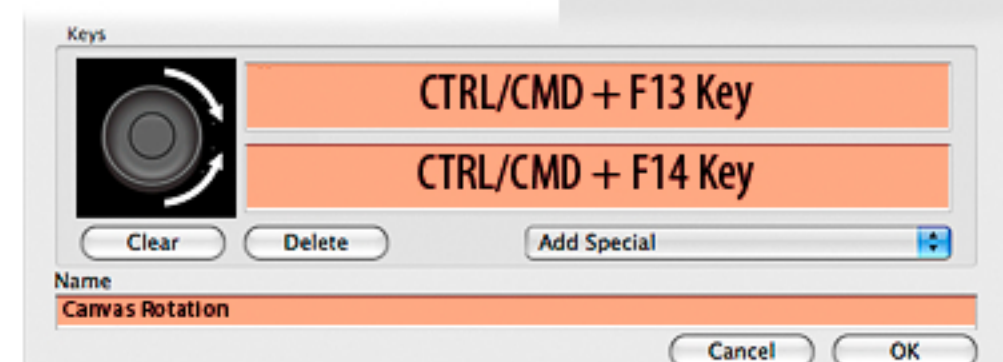 Keys
CTRL/CMD + F13 Key
CTRL/CMD + F14 Key
Clear Delete Add Special
Name
Canvas Rotation
Cancel OK